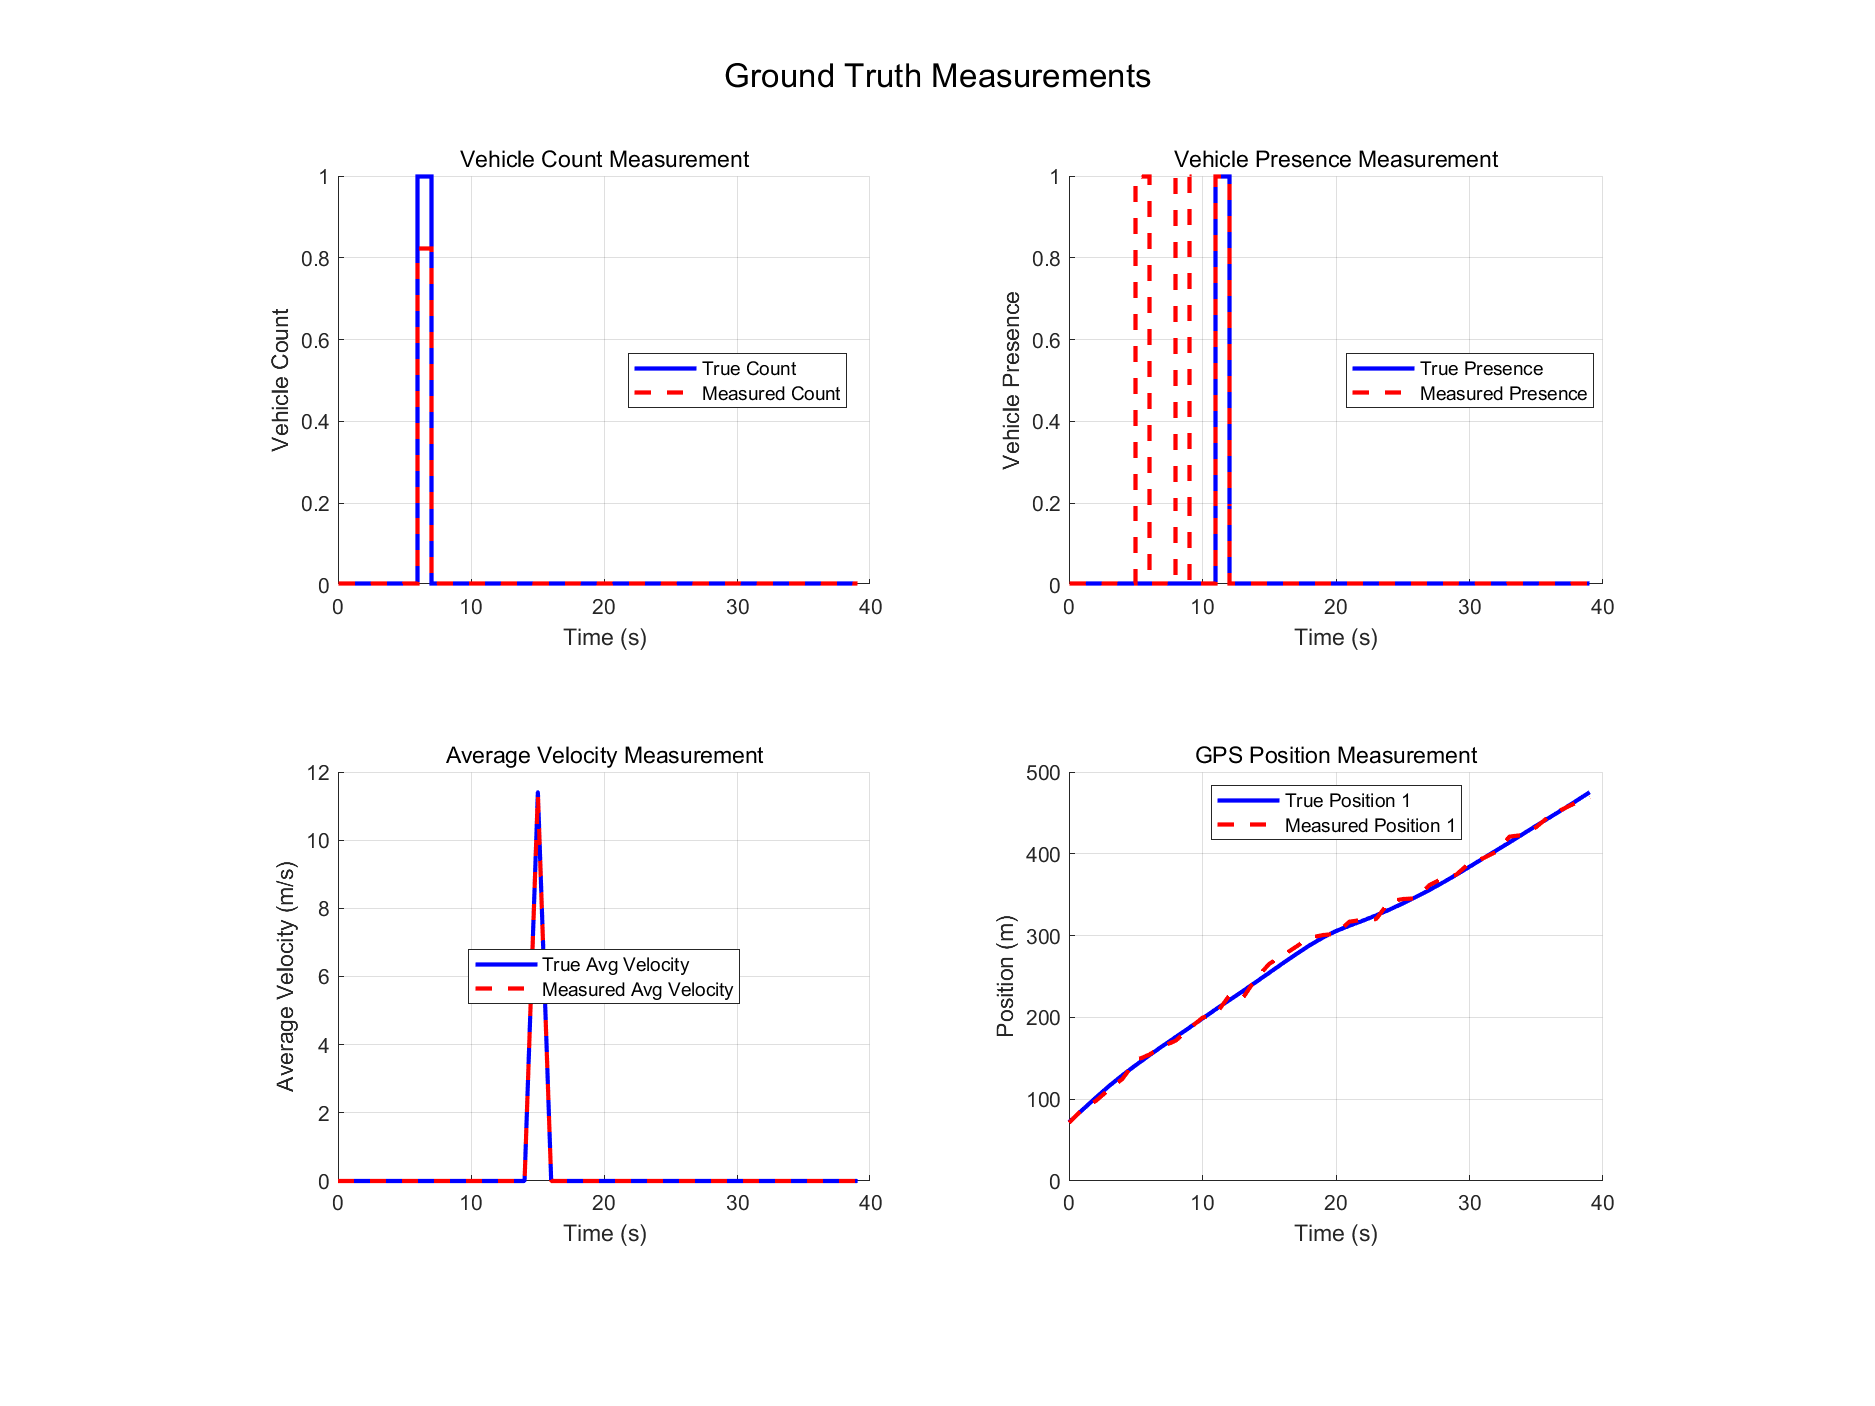 Ground Truth Measurements
Vehicle Count Measurement
1
0.8
0.6
0.4
0.2
0
Vehicle Count
True Count
Measured Count
0 10 20 30 40
Time (s)
Vehicle Presence Measurement
1
0.8
0.6
0.4
0.2
0
Vehicle Presence
True Presence
Measured Presence
0 10 20 30 40
Time (s)
Average Velocity Measurement
12
10
8
6
4
2
0
Average Velocity (m/s)
True Avg Velocity
Measured Avg Velocity
0 10 20 30 40
Time (s)
GPS Position Measurement
500
400
300
200
100
0
Position (m)
True Position 1
Measured Position 1
0 10 20 30 40
Time (s)